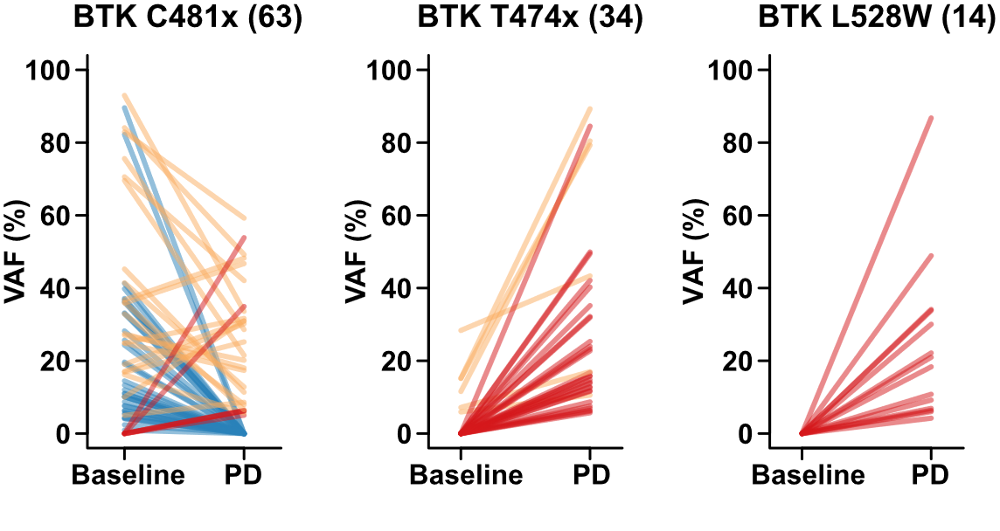 BTK C481x (63)
VAF (%)
100
80
60
40
20
0
Baseline PD
BTK T474x (34)
VAF (%)
100
80
60
40
20
0
Baseline PD
BTK L528W (14)
VAF (%)
100
80
60
40
20
0
Baseline PD